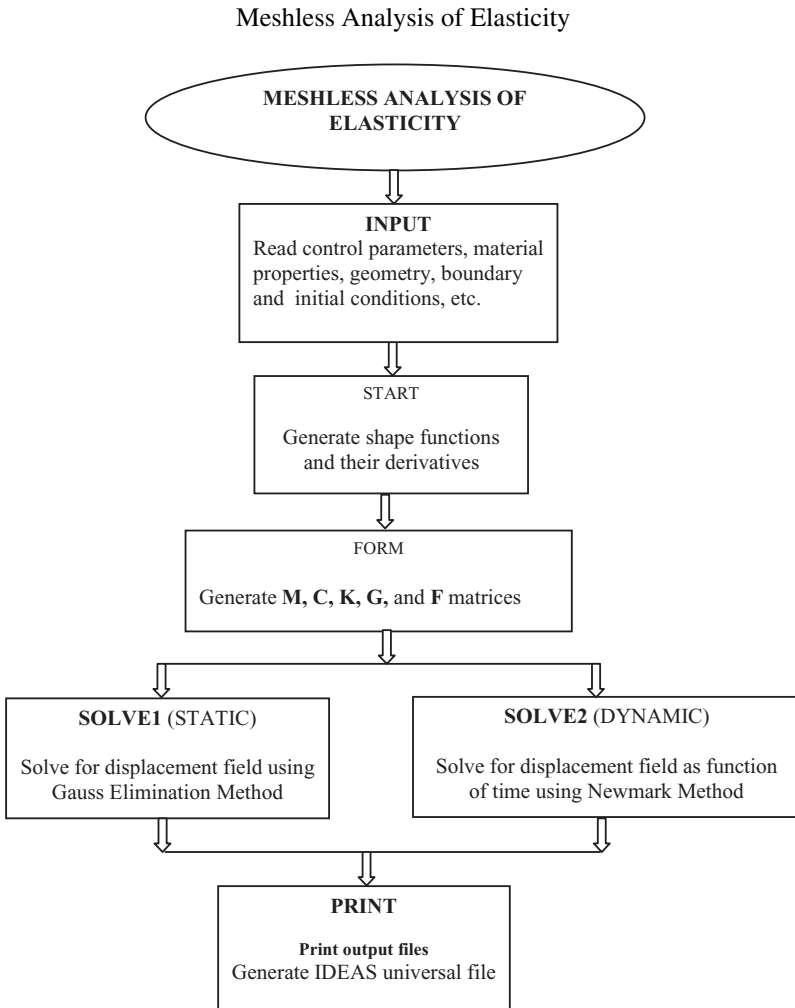 Meshless Analysis of Elasticity
MESHLESS ANALYSIS OF
ELASTICITY
INPUT
Read control parameters, material
properties, geometry, boundary
and initial conditions, etc.
START
Generate shape functions
and their derivatives
FORM
Generate M, C, K, G, and F matrices
SOLVE1 (STATIC)
Solve for displacement field using
Gauss Elimination Method
SOLVE2 (DYNAMIC)
Solve for displacement field as function
of time using Newmark Method
PRINT
Print output files
Generate IDEAS universal file